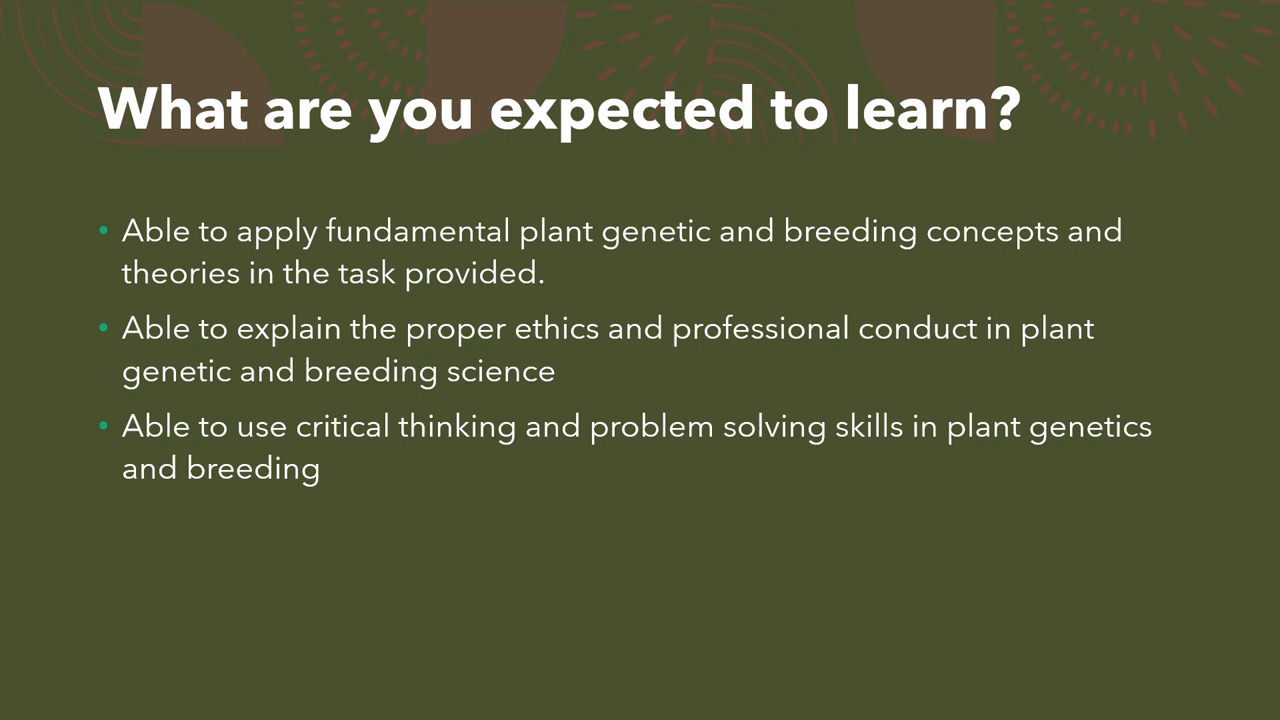 What are you expected to learn?
• Able to apply fundamental plant genetic and breeding concepts and
theories in the task provided.
• Able to explain the proper ethics and professional conduct in plant
genetic and breeding science
• Able to use critical thinking and problem solving skills in plant genetics
and breeding